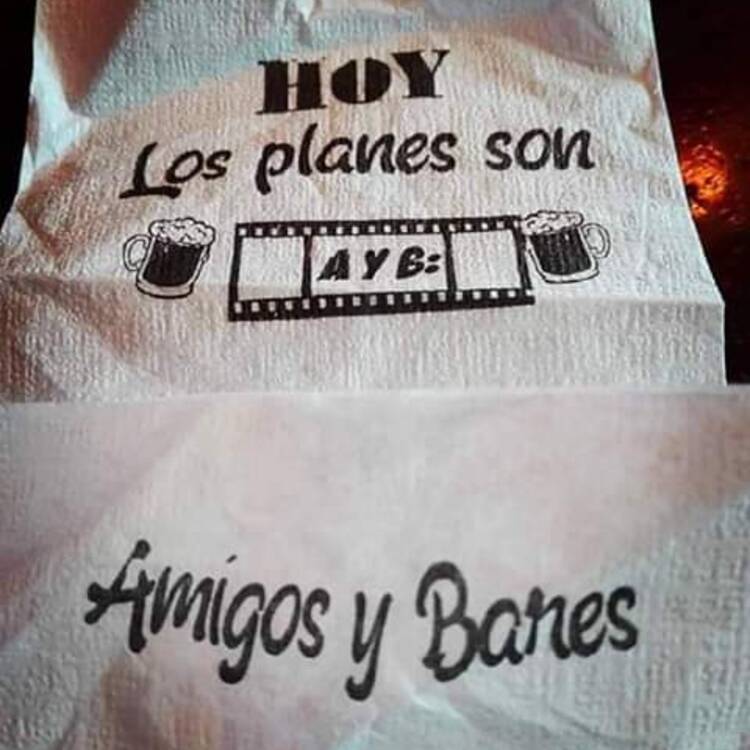 HOY
Los planes son
A Y B:
Amigos y Bares